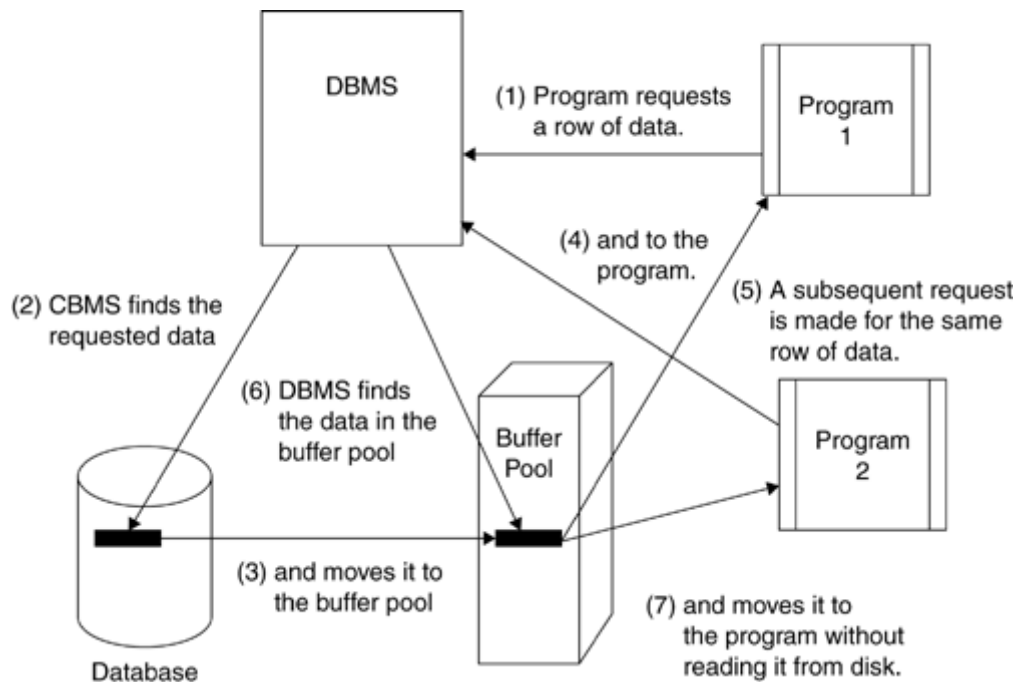 DBMS
(1) Program requests
a row of data.
Program
1
(4) and to the
program.
(2) CBMS finds the
requested data
(5) A subsequent request
is made for the same
row of data.
(6) DBMS finds
the data in the
buffer pool
Buffer
Pool
Program
2
(3) and moves it to
the buffer pool
(7) and moves it to
the program without
reading it from disk.
Database